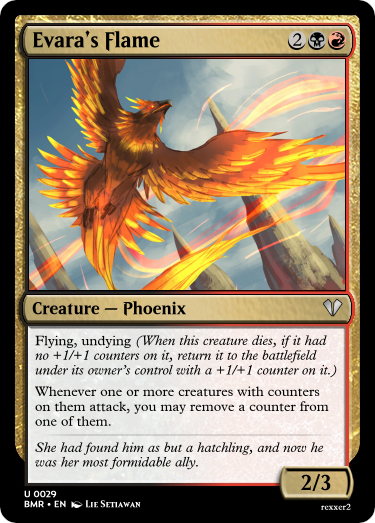 Evara's Flame 2
Creature — Phoenix
Flying, undying (When this creature dies, if it had
no +1/+1 counters on it, return it to the battlefield
under its owner's control with a +1/+1 counter on it.)
Whenever one or more creatures with counters
on them attack, you may remove a counter from
one of them.
She had found him as but a hatchling, and now he
was her most formidable ally.
2/3
U 0029
BMR • EN Lie Setiawan
rexxer2